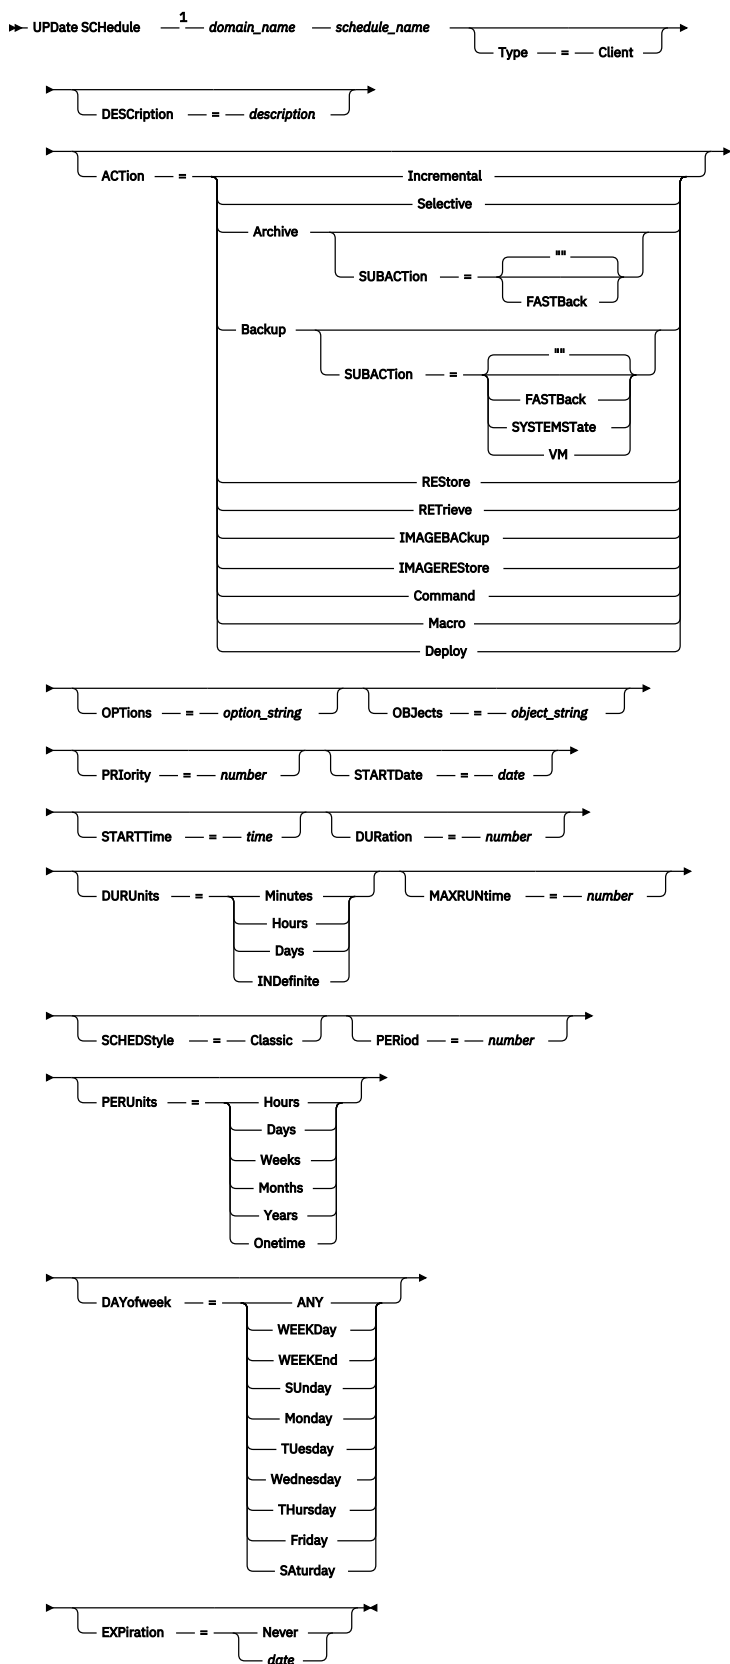 UPDate SCHedule 1 domain_name schedule_name
Type = Client
DESCription = description
ACTion = Incremental
Selective
Archive
""
SUBACTion =
FASTBack
Backup
""
SUBACTion =
FASTBack
SYSTEMSTate
VM
REStore
RETrieve
IMAGEBACkup
IMAGEREStore
Command
Macro
Deploy
OPTions = option_string OBJects = object_string
PRIority = number STARTDate = date
STARTTime = time DURation = number
DURUnits = Minutes MAXRUNtime = number
Hours
Days
INDefinite
SCHEDStyle = Classic PERiod = number
PERUnits = Hours
Days
Weeks
Months
Years
Onetime
DAYofweek = ANY
WEEKDay
WEEKEnd
SUnday
Monday
TUesday
Wednesday
THursday
Friday
SAturday
EXPiration = Never
date